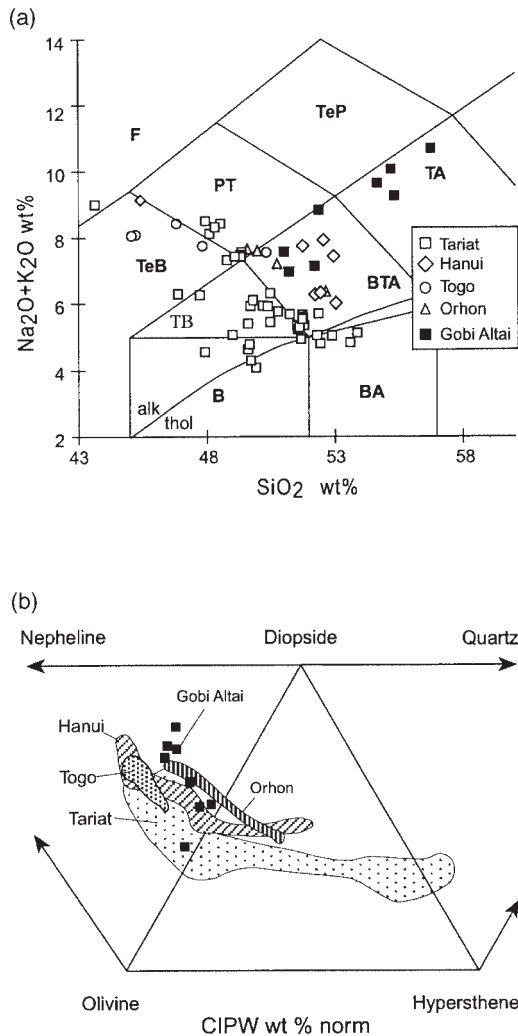 (a)
14
12
10
8
6
4
2
Na2O+K2O wt%
43
48
53
58
SiO2 wt%
F
TeP
PT
TA
TeB
BTA
TB
B
BA
alk
thol
Tariat
Hanui
Togo
Orhon
Gobi Altai
(b)
Nepheline Diopside Quartz
Gobi Altai
Hanui
Togo
Orhon
Tariat
Olivine Hypersthene
CIPW wt % norm